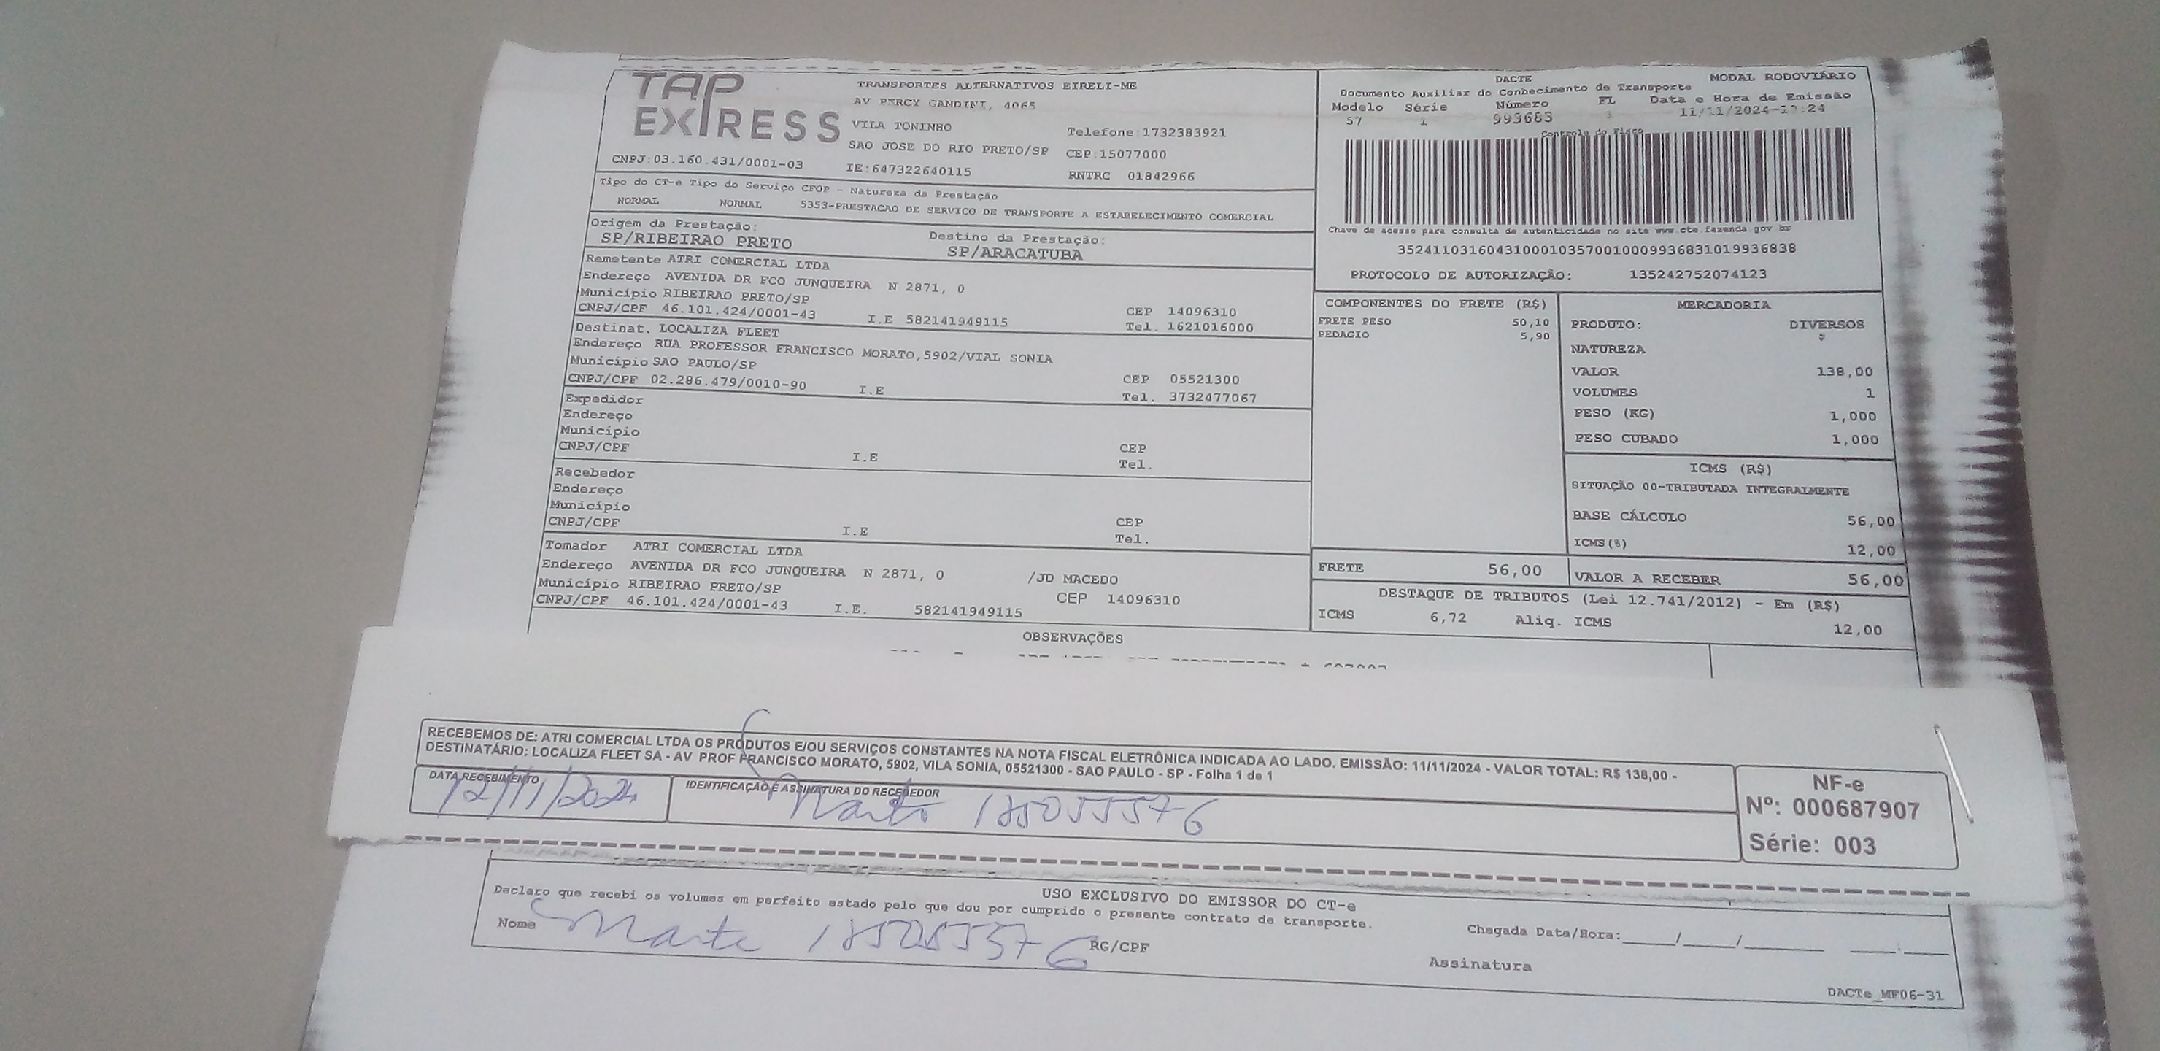 TAP EXPRESS
TRANSPORTES ALTERNATIVOS EIRELI-ME
AV PERCY GANDINI, 4065
VILA TONINHO Telefone:1732383921
SAO JOSE DO RIO PRETO/SP CEP:15077000
CNPJ:03.160.431/0001-03 IE:647322640115 RNTRC 01842966
Tipo do CT-e Tipo do Serviço CFOP - Natureza da Prestação
NORMAL NORMAL 5353-PRESTACAO DE SERVICO DE TRANSPORTE A ESTABELECIMENTO COMERCIAL
Origem da Prestação: Destino da Prestação:
SP/RIBEIRAO PRETO SP/ARACATUBA
Remetente ATRI COMERCIAL LTDA
Endereço AVENIDA DR FCO JUNQUEIRA N 2871, 0
Município RIBEIRAO PRETO/SP CEP 14096310
CNPJ/CPF 46.101.424/0001-43 I.E 582141949115 Tel. 1621016000
Destinat. LOCALIZA FLEET
Endereço RUA PROFESSOR FRANCISCO MORATO,5902/VIAL SONIA
Município SAO PAULO/SP CEP 05521300
CNPJ/CPF 02.286.479/0010-90 I.E Tel. 3732477067
Expedidor
Endereço
Município CEP
CNPJ/CPF I.E Tel.
Recebedor
Endereço
Município CEP
CNPJ/CPF I.E Tel.
Tomador ATRI COMERCIAL LTDA
Endereço AVENIDA DR FCO JUNQUEIRA N 2871, 0 /JD MACEDO
Município RIBEIRAO PRETO/SP CEP 14096310
CNPJ/CPF 46.101.424/0001-43 I.E. 582141949115
OBSERVAÇÕES
DACTE MODAL RODOVIÁRIO
Documento Auxiliar do Conhecimento de Transporte
Modelo Série Número FL Data e Hora de Emissão
57 1 993683 11/11/2024
Controle do Fisco
Chave de acesso para consulta de autenticidade no site www.cte.fazenda.gov.br
35241103160431000103570010009936831019936838
PROTOCOLO DE AUTORIZAÇÃO: 135242752074123
COMPONENTES DO FRETE (R$)
FRETE PESO 50,10
PEDAGIO 5,90
MERCADORIA
PRODUTO: DIVERSOS
NATUREZA
VALOR 138,00
VOLUMES 1
PESO (KG) 1,000
PESO CUBADO 1,000
ICMS (R$)
SITUAÇÃO 00-TRIBUTADA INTEGRALMENTE
BASE CÁLCULO 56,00
ICMS(%) 12,00
FRETE 56,00 VALOR A RECEBER 56,00
DESTAQUE DE TRIBUTOS (Lei 12.741/2012) - Em (R$)
ICMS 6,72 Aliq. ICMS 12,00
RECEBEMOS DE: ATRI COMERCIAL LTDA OS PRODUTOS E/OU SERVIÇOS CONSTANTES NA NOTA FISCAL ELETRÔNICA INDICADA AO LADO. EMISSÃO: 11/11/2024 - VALOR TOTAL: R$ 138,00 -
DESTINATÁRIO: LOCALIZA FLEET SA - AV PROF FRANCISCO MORATO, 5902, VILA SONIA, 05521300 - SAO PAULO - SP - Folha 1 de 1
DATA RECEBIMENTO IDENTIFICAÇÃO E ASSINATURA DO RECEBEDOR
12/11/2024
NF-e
Nº: 000687907
Série: 003
USO EXCLUSIVO DO EMISSOR DO CT-e
Declaro que recebi os volumes em perfeito estado pelo que dou por cumprido o presente contrato de transporte.
Nome RG/CPF Chegada Data/Hora:____/____/______
Assinatura
DACTe_MF06-31